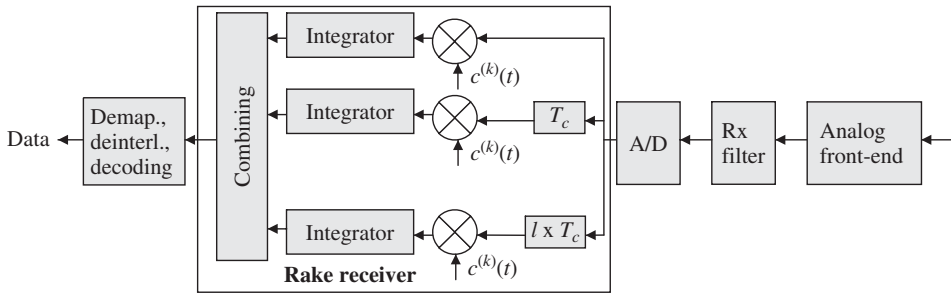 Integrator
c^{(k)}(t)
Integrator
T_c
c^{(k)}(t)
Data
Demap.,
deinterl.,
decoding
Combining
A/D
Rx
filter
Analog
front-end
Integrator
l x T_c
c^{(k)}(t)
Rake receiver